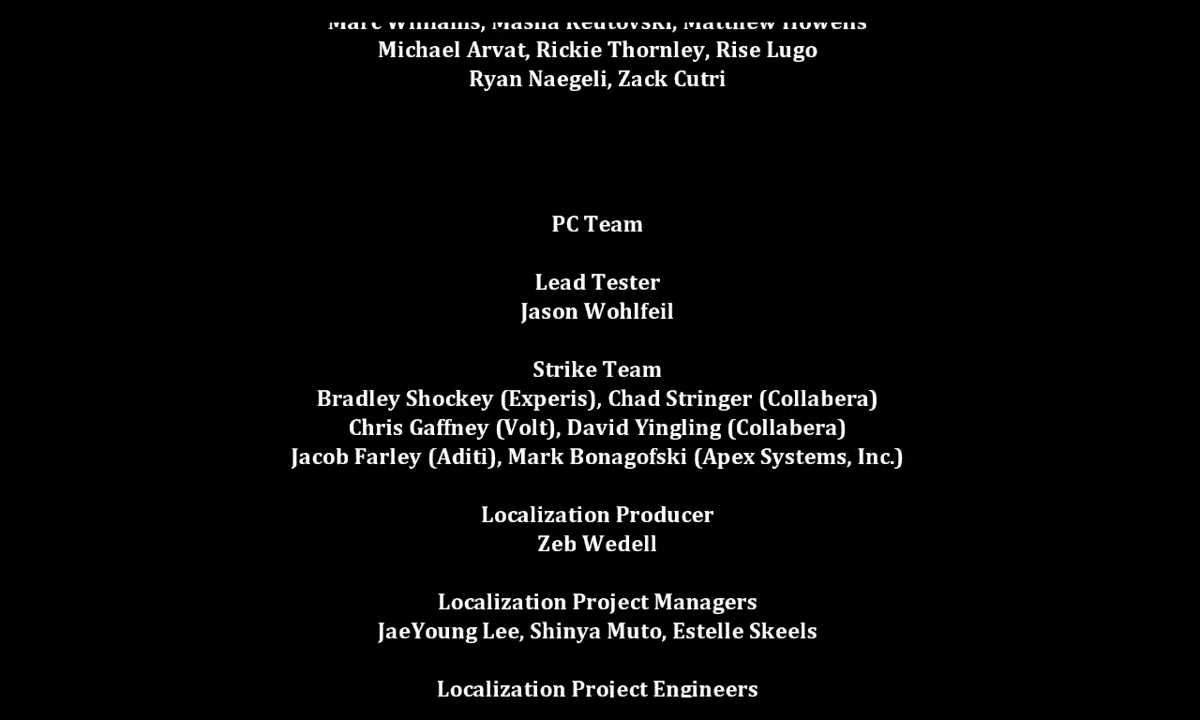 Marc Williams, Masha Reutovski, Matthew Howells
Michael Arvat, Rickie Thornley, Rise Lugo
Ryan Naegeli, Zack Cutri
PC Team
Lead Tester
Jason Wohlfeil
Strike Team
Bradley Shockey (Experis), Chad Stringer (Collabera)
Chris Gaffney (Volt), David Yingling (Collabera)
Jacob Farley (Aditi), Mark Bonagofski (Apex Systems, Inc.)
Localization Producer
Zeb Wedell
Localization Project Managers
JaeYoung Lee, Shinya Muto, Estelle Skeels
Localization Project Engineers